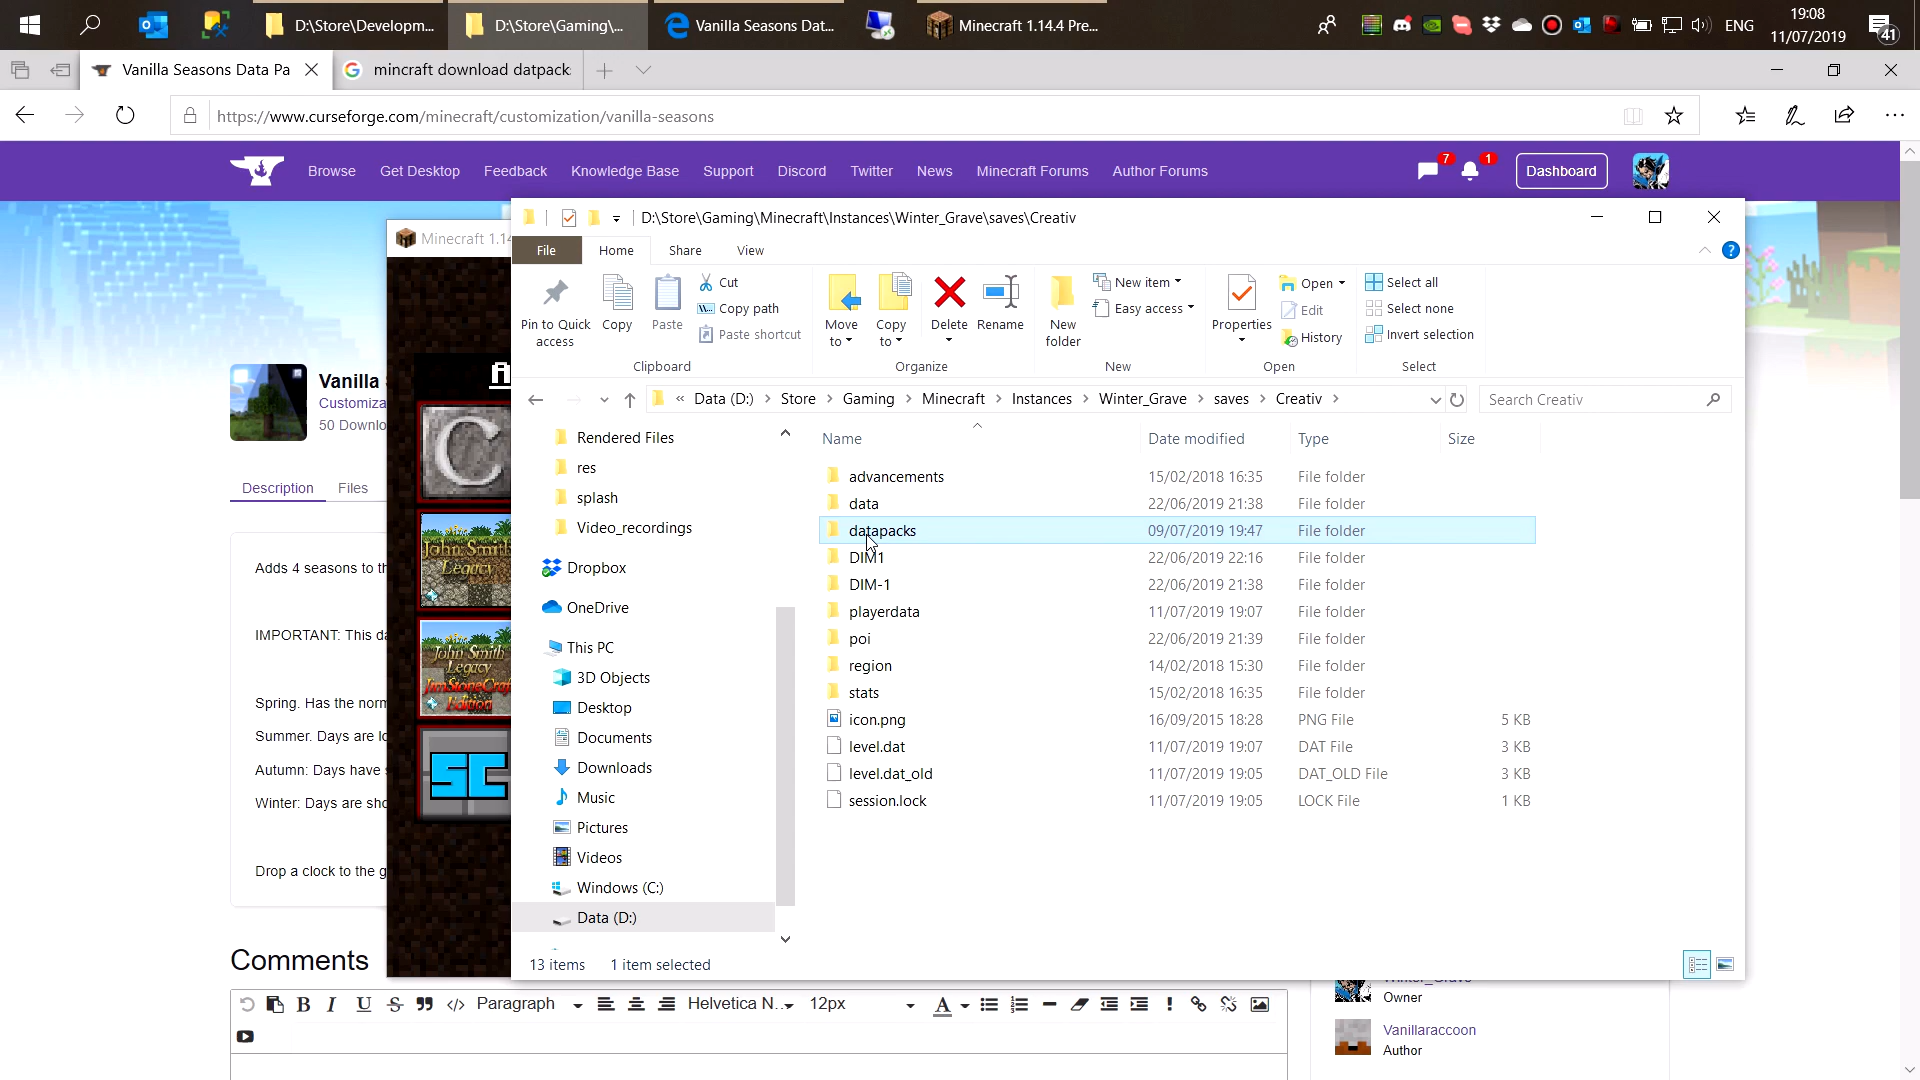 D:\Store\Developm...
D:\Store\Gaming\...
Vanilla Seasons Dat...
Minecraft 1.14.4 Pre...
ENG
19:08
11/07/2019
41
Vanilla Seasons Data Pa
mincraft download datpack
https://www.curseforge.com/minecraft/customization/vanilla-seasons
Browse
Get Desktop
Feedback
Knowledge Base
Support
Discord
Twitter
News
Minecraft Forums
Author Forums
7
1
Dashboard
Minecraft 1.14
D:\Store\Gaming\Minecraft\Instances\Winter_Grave\saves\Creativ
File
Home
Share
View
Pin to Quick access
Copy
Paste
Cut
Copy path
Paste shortcut
Clipboard
Move to
Copy to
Delete
Rename
Organize
New folder
New item
Easy access
New
Properties
Open
Edit
History
Open
Select all
Select none
Invert selection
Select
« Data (D:) > Store > Gaming > Minecraft > Instances > Winter_Grave > saves > Creativ >
Search Creativ
Vanilla
Customiza
50 Downlo
Description
Files
Adds 4 seasons to th
IMPORTANT: This da
Spring. Has the norm
Summer. Days are lo
Autumn: Days have
Winter: Days are sho
Drop a clock to the g
C
John Smith Legacy
John Smith Legacy JimStoneCraft Edition
SC
Rendered Files
res
splash
Video_recordings
Dropbox
OneDrive
This PC
3D Objects
Desktop
Documents
Downloads
Music
Pictures
Videos
Windows (C:)
Data (D:)
Name Date modified Type Size
advancements 15/02/2018 16:35 File folder
data 22/06/2019 21:38 File folder
datapacks 09/07/2019 19:47 File folder
DIM1 22/06/2019 22:16 File folder
DIM-1 22/06/2019 21:38 File folder
playerdata 11/07/2019 19:07 File folder
poi 22/06/2019 21:39 File folder
region 14/02/2018 15:30 File folder
stats 15/02/2018 16:35 File folder
icon.png 16/09/2015 18:28 PNG File 5 KB
level.dat 11/07/2019 19:07 DAT File 3 KB
level.dat_old 11/07/2019 19:05 DAT_OLD File 3 KB
session.lock 11/07/2019 19:05 LOCK File 1 KB
13 items 1 item selected
Comments
Paragraph
Helvetica N...
12px
Owner
Vanillaraccoon
Author